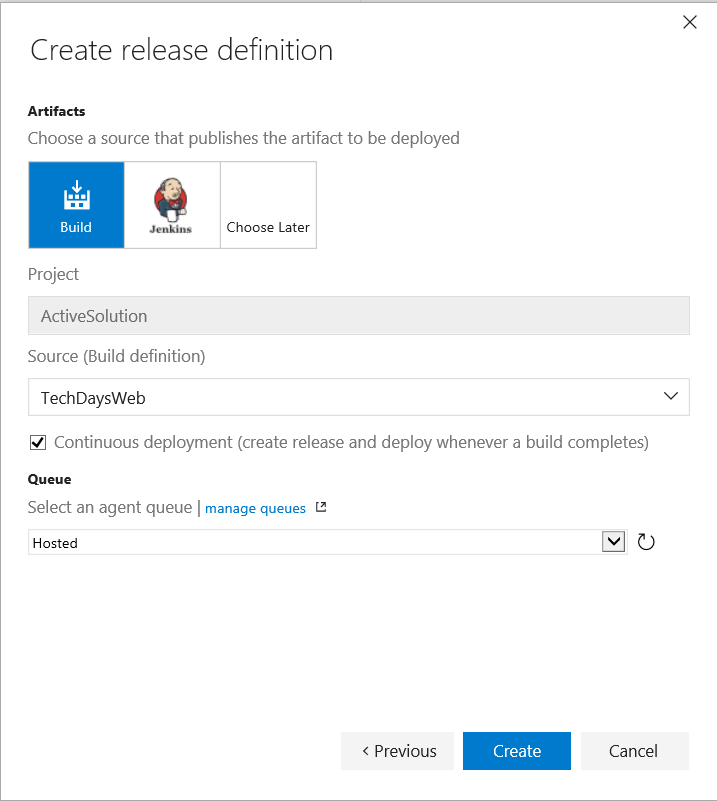 Create release definition
Artifacts
Choose a source that publishes the artifact to be deployed
Build
Jenkins
Choose Later
Project
ActiveSolution
Source (Build definition)
TechDaysWeb
Continuous deployment (create release and deploy whenever a build completes)
Queue
Select an agent queue | manage queues
Hosted
< Previous
Create
Cancel